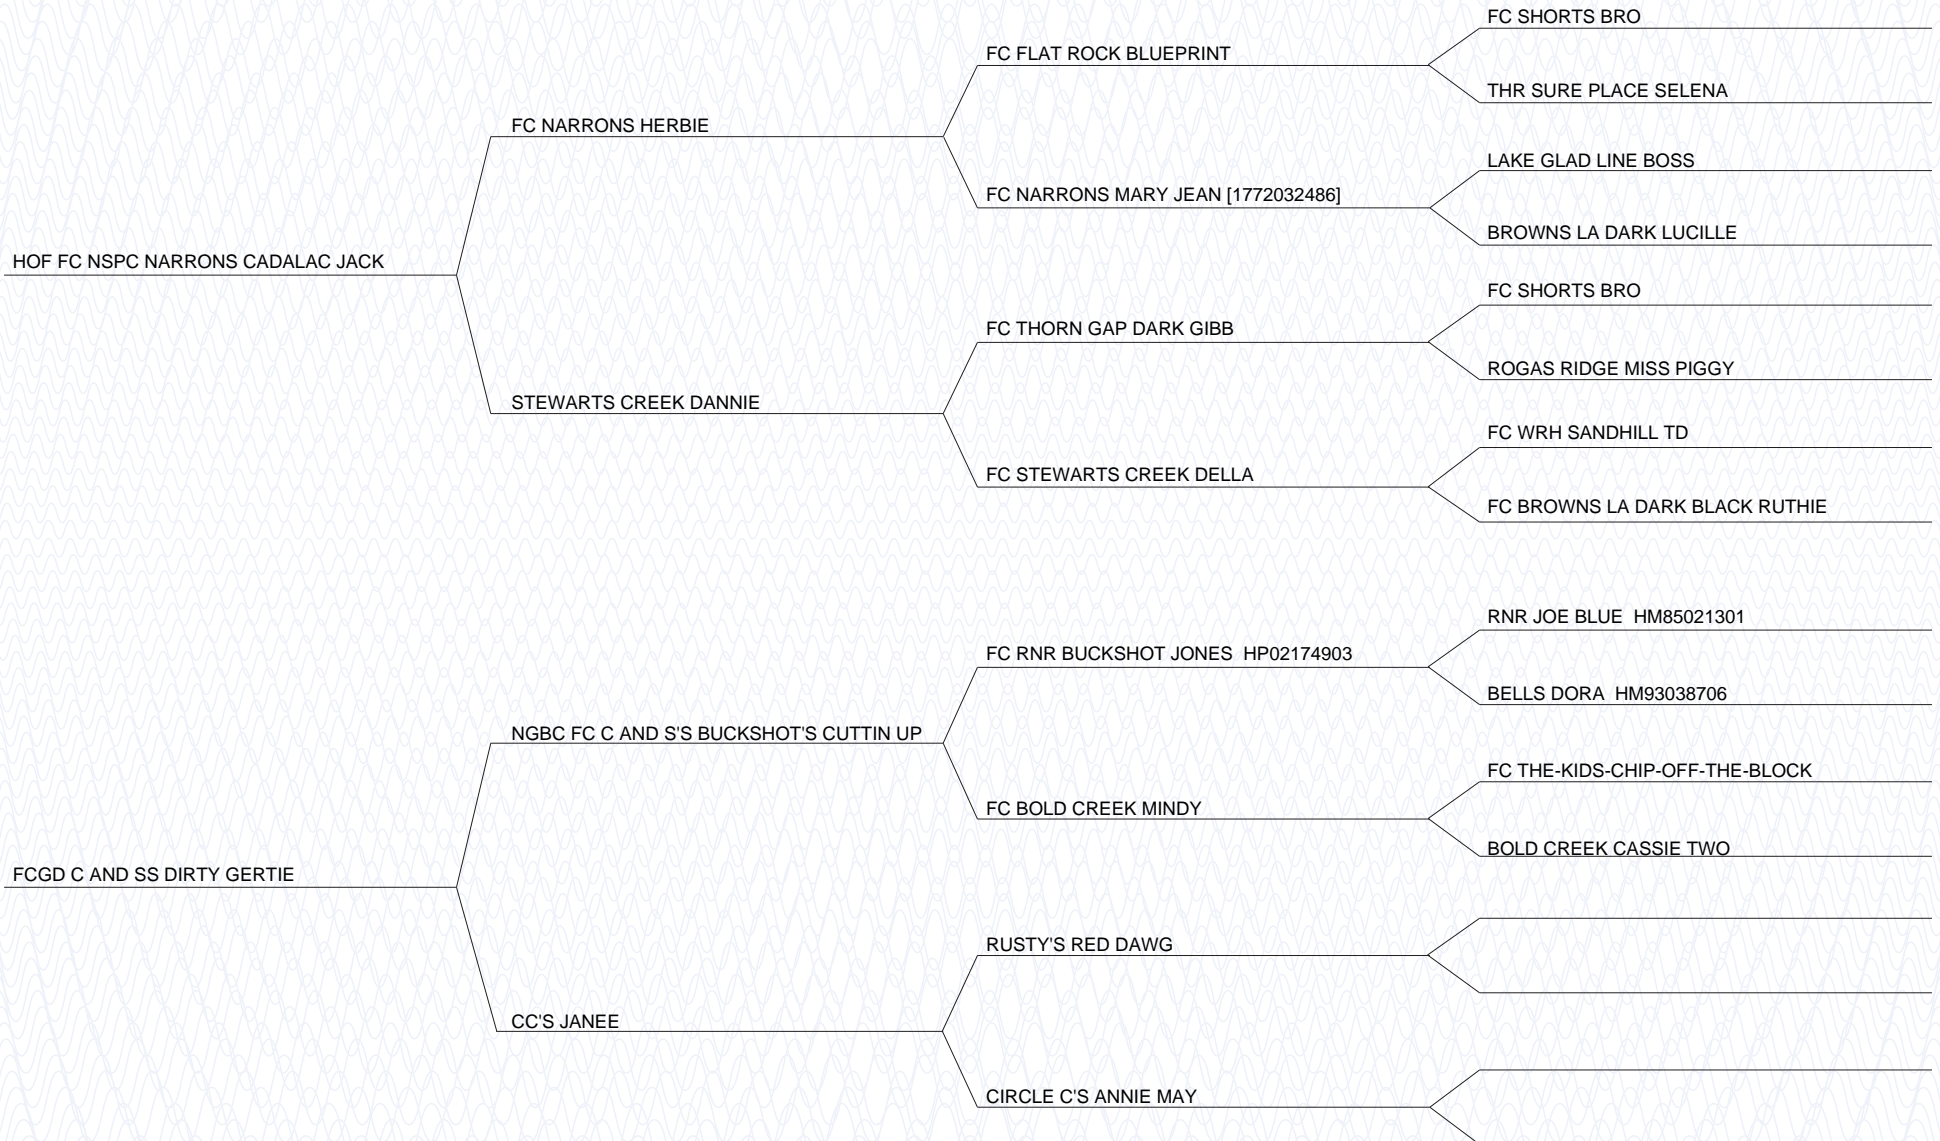 FC SHORTS BRO
FC FLAT ROCK BLUEPRINT
THR SURE PLACE SELENA
FC NARRONS HERBIE
LAKE GLAD LINE BOSS
FC NARRONS MARY JEAN [1772032486]
BROWNS LA DARK LUCILLE
HOF FC NSPC NARRONS CADALAC JACK
FC SHORTS BRO
FC THORN GAP DARK GIBB
ROGAS RIDGE MISS PIGGY
STEWARTS CREEK DANNIE
FC WRH SANDHILL TD
FC STEWARTS CREEK DELLA
FC BROWNS LA DARK BLACK RUTHIE
RNR JOE BLUE  HM85021301
FC RNR BUCKSHOT JONES  HP02174903
BELLS DORA  HM93038706
NGBC FC C AND S'S BUCKSHOT'S CUTTIN UP
FC THE-KIDS-CHIP-OFF-THE-BLOCK
FC BOLD CREEK MINDY
BOLD CREEK CASSIE TWO
FCGD C AND SS DIRTY GERTIE
RUSTY'S RED DAWG
CC'S JANEE
CIRCLE C'S ANNIE MAY